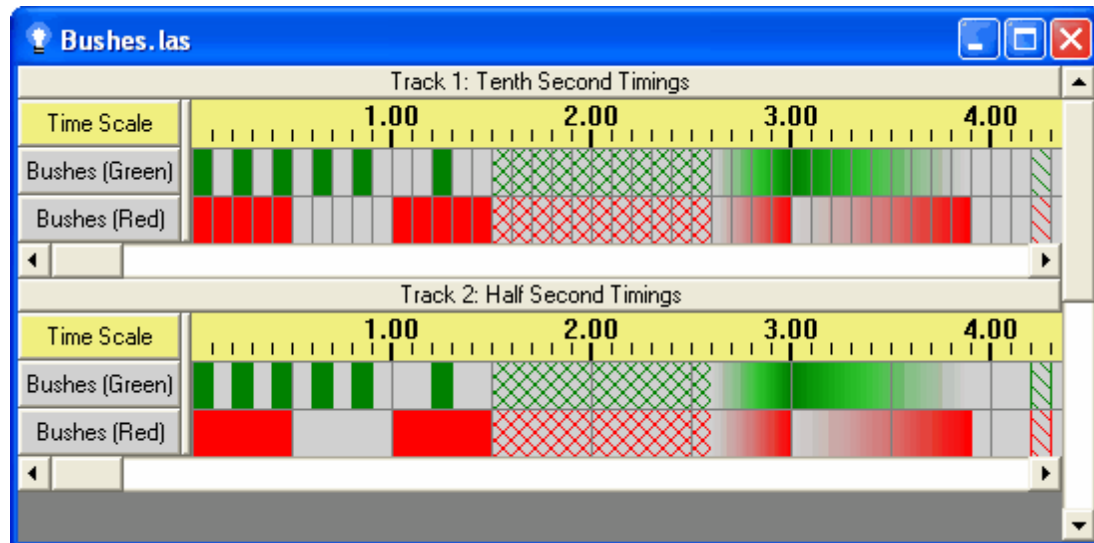 Bushes.las
Track 1: Tenth Second Timings
Time Scale 1.00 2.00 3.00 4.00
Bushes (Green)
Bushes (Red)
Track 2: Half Second Timings
Time Scale 1.00 2.00 3.00 4.00
Bushes (Green)
Bushes (Red)